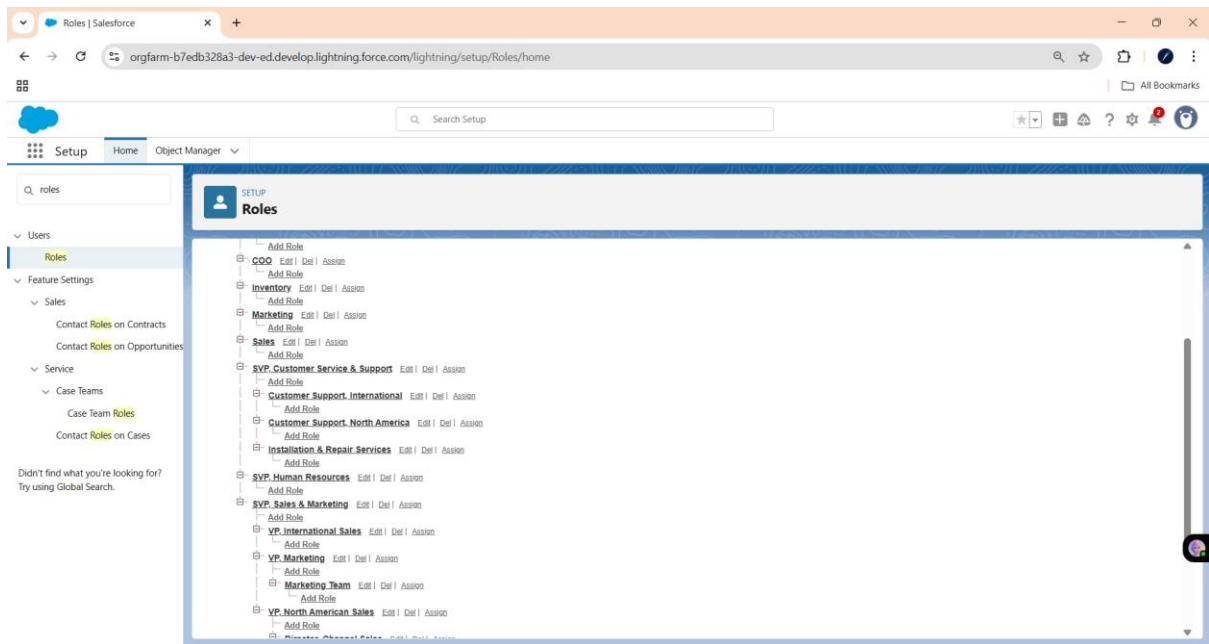 Roles | Salesforce
orgfarm-b7edb328a3-dev-ed.develop.lightning.force.com/lightning/setup/Roles/home
All Bookmarks
Search Setup
2
Setup Home Object Manager
roles
SETUP
Roles
Users
Roles
Feature Settings
Sales
Contact Roles on Contracts
Contact Roles on Opportunities
Service
Case Teams
Case Team Roles
Contact Roles on Cases
Didn't find what you're looking for?
Try using Global Search.
Add Role
COO Edit | Del | Assign
Add Role
Inventory Edit | Del | Assign
Add Role
Marketing Edit | Del | Assign
Add Role
Sales Edit | Del | Assign
Add Role
SVP, Customer Service & Support Edit | Del | Assign
Add Role
Customer Support, International Edit | Del | Assign
Add Role
Customer Support, North America Edit | Del | Assign
Add Role
Installation & Repair Services Edit | Del | Assign
Add Role
SVP, Human Resources Edit | Del | Assign
Add Role
SVP, Sales & Marketing Edit | Del | Assign
Add Role
VP, International Sales Edit | Del | Assign
Add Role
VP, Marketing Edit | Del | Assign
Add Role
Marketing Team Edit | Del | Assign
Add Role
VP, North American Sales Edit | Del | Assign
Add Role
Director, Channel Sales Edit | Del | Assign